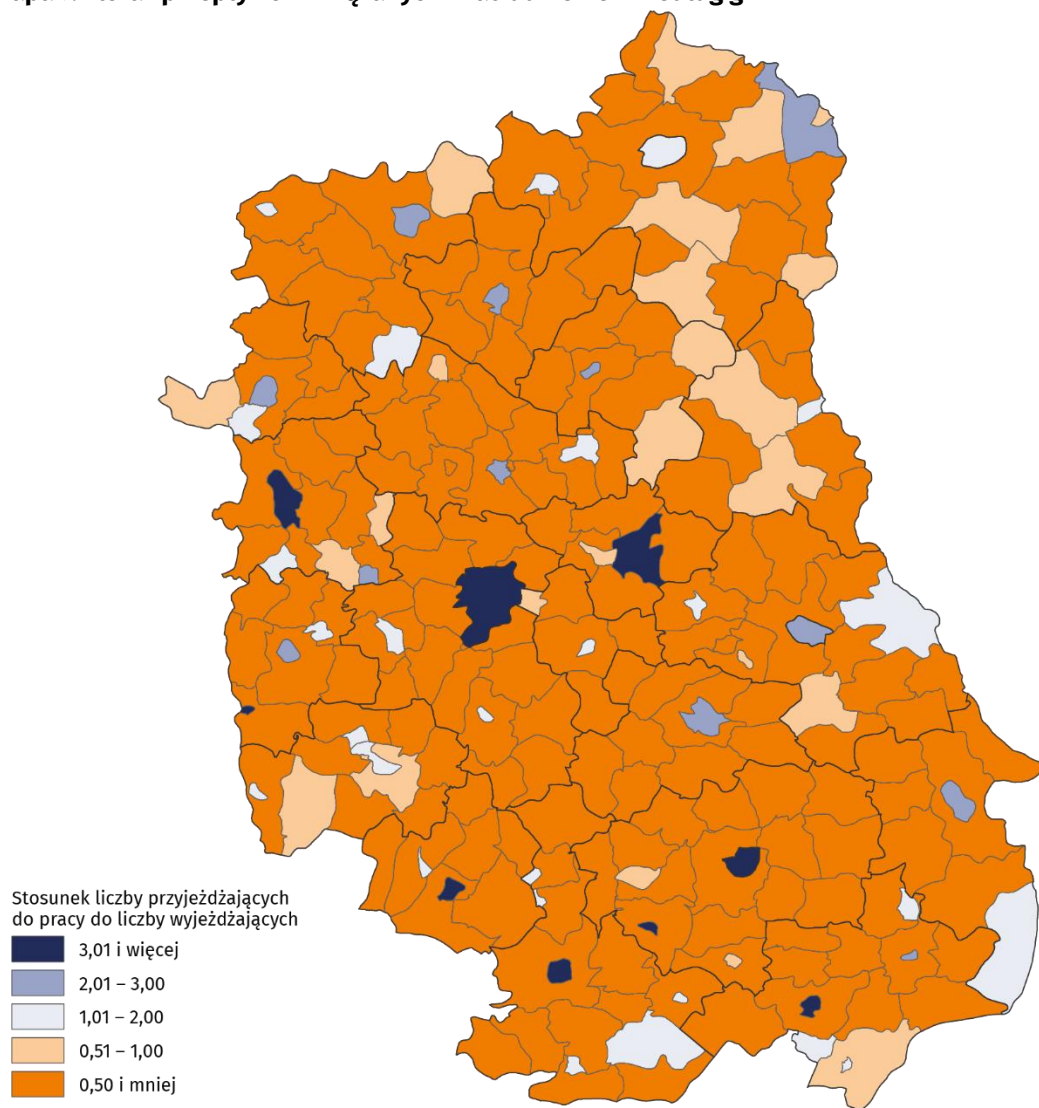 Stosunek liczby przyjeżdżających
do pracy do liczby wyjeżdżających
3,01 i więcej
2,01 – 3,00
1,01 – 2,00
0,51 – 1,00
0,50 i mniej